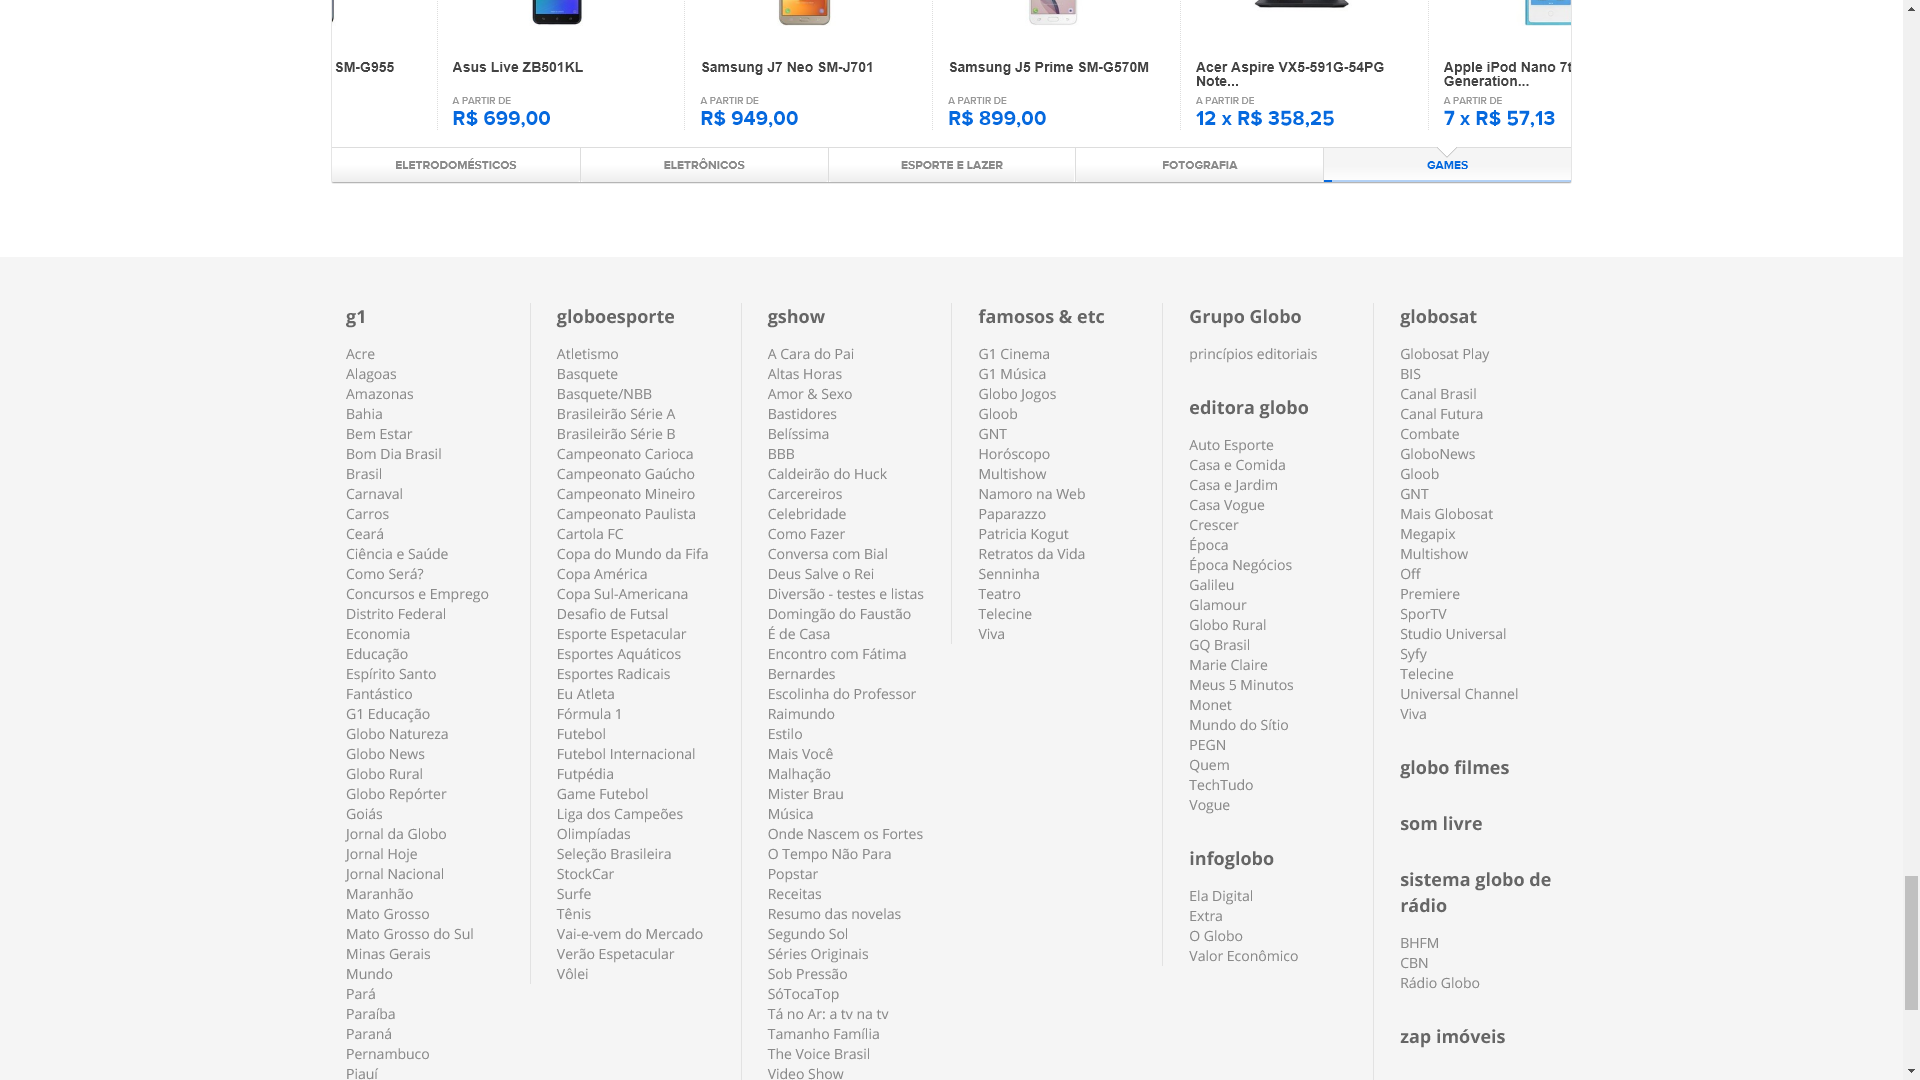 SM-G955
Asus Live ZB501KL
A PARTIR DE
R$ 699,00
Samsung J7 Neo SM-J701
A PARTIR DE
R$ 949,00
Samsung J5 Prime SM-G570M
A PARTIR DE
R$ 899,00
Acer Aspire VX5-591G-54PG
Note...
A PARTIR DE
12 x R$ 358,25
Apple iPod Nano 7t
Generation...
A PARTIR DE
7 x R$ 57,13
ELETRODOMÉSTICOS
ELETRÔNICOS
ESPORTE E LAZER
FOTOGRAFIA
GAMES
g1
Acre
Alagoas
Amazonas
Bahia
Bem Estar
Bom Dia Brasil
Brasil
Carnaval
Carros
Ceará
Ciência e Saúde
Como Será?
Concursos e Emprego
Distrito Federal
Economia
Educação
Espírito Santo
Fantástico
G1 Educação
Globo Natureza
Globo News
Globo Rural
Globo Repórter
Goiás
Jornal da Globo
Jornal Hoje
Jornal Nacional
Maranhão
Mato Grosso
Mato Grosso do Sul
Minas Gerais
Mundo
Pará
Paraíba
Paraná
Pernambuco
Piauí
globoesporte
Atletismo
Basquete
Basquete/NBB
Brasileirão Série A
Brasileirão Série B
Campeonato Carioca
Campeonato Gaúcho
Campeonato Mineiro
Campeonato Paulista
Cartola FC
Copa do Mundo da Fifa
Copa América
Copa Sul-Americana
Desafio de Futsal
Esporte Espetacular
Esportes Aquáticos
Esportes Radicais
Eu Atleta
Fórmula 1
Futebol
Futebol Internacional
Futpédia
Game Futebol
Liga dos Campeões
Olimpíadas
Seleção Brasileira
StockCar
Surfe
Tênis
Vai-e-vem do Mercado
Verão Espetacular
Vôlei
gshow
A Cara do Pai
Altas Horas
Amor & Sexo
Bastidores
Belíssima
BBB
Caldeirão do Huck
Carcereiros
Celebridade
Como Fazer
Conversa com Bial
Deus Salve o Rei
Diversão - testes e listas
Domingão do Faustão
É de Casa
Encontro com Fátima
Bernardes
Escolinha do Professor
Raimundo
Estilo
Mais Você
Malhação
Mister Brau
Música
Onde Nascem os Fortes
O Tempo Não Para
Popstar
Receitas
Resumo das novelas
Segundo Sol
Séries Originais
Sob Pressão
SóTocaTop
Tá no Ar: a tv na tv
Tamanho Família
The Voice Brasil
Video Show
famosos & etc
G1 Cinema
G1 Música
Globo Jogos
Gloob
GNT
Horóscopo
Multishow
Namoro na Web
Paparazzo
Patricia Kogut
Retratos da Vida
Senninha
Teatro
Telecine
Viva
Grupo Globo
princípios editoriais
editora globo
Auto Esporte
Casa e Comida
Casa e Jardim
Casa Vogue
Crescer
Época
Época Negócios
Galileu
Glamour
Globo Rural
GQ Brasil
Marie Claire
Meus 5 Minutos
Monet
Mundo do Sítio
PEGN
Quem
TechTudo
Vogue
infoglobo
Ela Digital
Extra
O Globo
Valor Econômico
globosat
Globosat Play
BIS
Canal Brasil
Canal Futura
Combate
GloboNews
Gloob
GNT
Mais Globosat
Megapix
Multishow
Off
Premiere
SporTV
Studio Universal
Syfy
Telecine
Universal Channel
Viva
globo filmes
som livre
sistema globo de
rádio
BHFM
CBN
Rádio Globo
zap imóveis